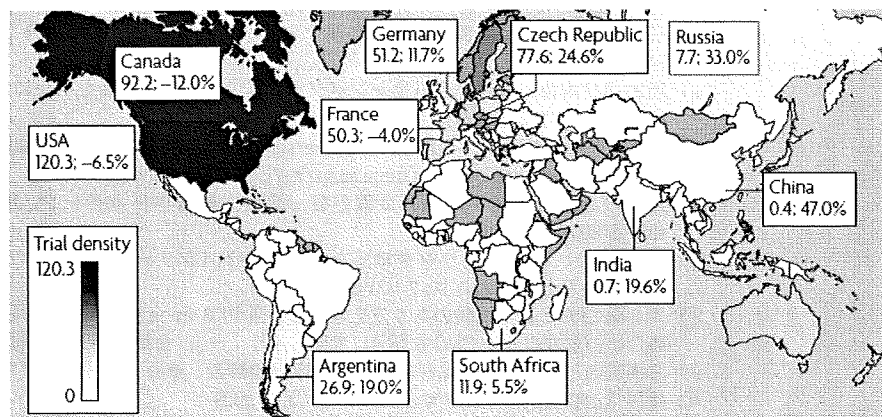 Canada
92.2; –12.0%
Germany
51.2; 11.7%
Czech Republic
77.6; 24.6%
Russia
7.7; 33.0%
France
50.3; –4.0%
USA
120.3; –6.5%
China
0.4; 47.0%
Trial density
120.3
0
India
0.7; 19.6%
Argentina
26.9; 19.0%
South Africa
11.9; 5.5%